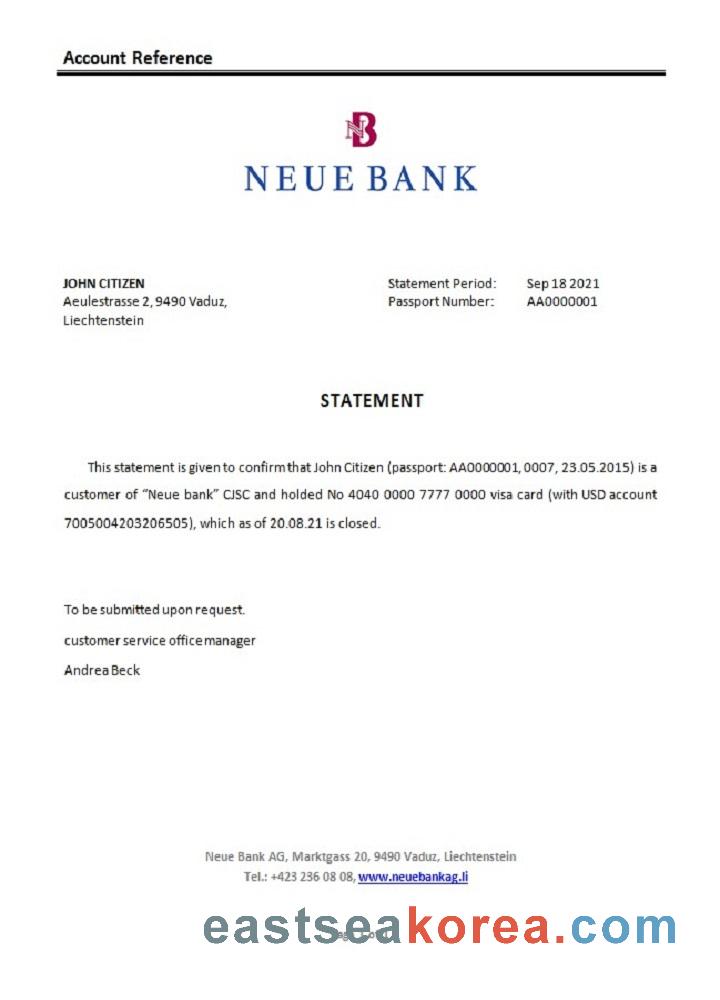 Account Reference
NB
NEUE BANK
JOHN CITIZEN
Aeulestrasse 2, 9490 Vaduz,
Liechtenstein
Statement Period: Sep 18 2021
Passport Number: AA0000001
STATEMENT
This statement is given to confirm that John Citizen (passport: AA0000001, 0007, 23.05.2015) is a
customer of “Neue bank” CJSC and holded No 4040 0000 7777 0000 visa card (with USD account
7005004203206505), which as of 20.08.21 is closed.
To be submitted upon request.
customer service office manager
Andrea Beck
Neue Bank AG, Marktgass 20, 9490 Vaduz, Liechtenstein
Tel.: +423 236 08 08, www.neuebankag.li
eastseakorea.com